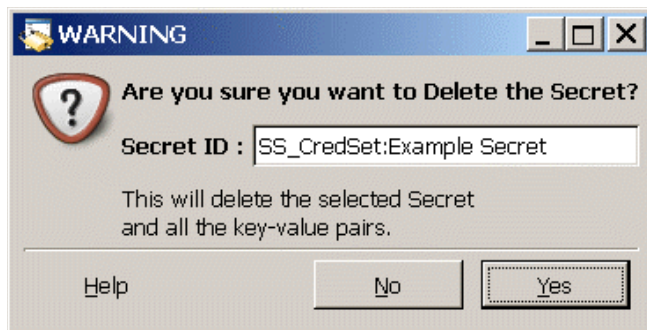 WARNING
?
Are you sure you want to Delete the Secret?
Secret ID : SS_CredSet:Example Secret
This will delete the selected Secret
and all the key-value pairs.
Help No Yes